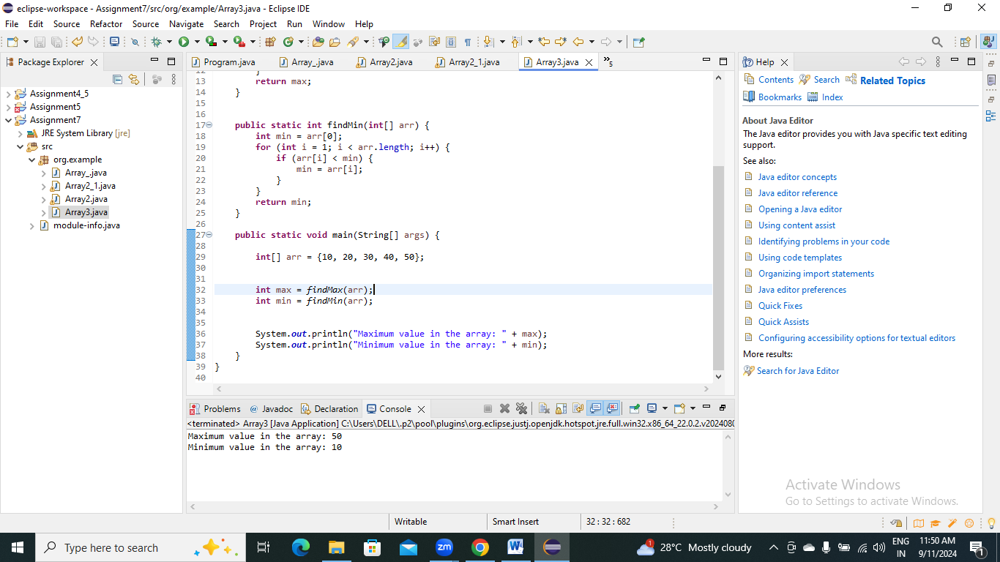 eclipse-workspace - Assignment7/src/org/example/Array3.java - Eclipse IDE
File Edit Source Refactor Source Navigate Search Project Run Window Help
Package Explorer
Assignment4_5
Assignment5
Assignment7
JRE System Library [jre]
src
org.example
Array_.java
Array2_1.java
Array2.java
Array3.java
module-info.java
Program.java Array_.java Array2.java Array2_1.java Array3.java »5
12 }
13 return max;
14 }
15
16
17 public static int findMin(int[] arr) {
18 int min = arr[0];
19 for (int i = 1; i < arr.length; i++) {
20 if (arr[i] < min) {
21 min = arr[i];
22 }
23 }
24 return min;
25 }
26
27 public static void main(String[] args) {
28
29 int[] arr = {10, 20, 30, 40, 50};
30
31
32 int max = findMax(arr);
33 int min = findMin(arr);
34
35
36 System.out.println("Maximum value in the array: " + max);
37 System.out.println("Minimum value in the array: " + min);
38 }
39 }
40
Problems @ Javadoc Declaration Console
<terminated> Array3 [Java Application] C:\Users\DELL\.p2\pool\plugins\org.eclipse.justj.openjdk.hotspot.jre.full.win32.x86_64_22.0.2.v2024080
Maximum value in the array: 50
Minimum value in the array: 10
Help
Contents Search Related Topics
Bookmarks Index
About Java Editor
The Java editor provides you with Java specific text editing
support.
See also:
Java editor concepts
Java editor reference
Opening a Java editor
Using content assist
Identifying problems in your code
Using code templates
Organizing import statements
Java editor preferences
Quick Fixes
Quick Assists
Configuring accessibility options for textual editors
More results:
Search for Java Editor
Activate Windows
Go to Settings to activate Windows.
Writable Smart Insert 32 : 32 : 682
Type here to search
zm
W
1
28°C Mostly cloudy
ENG
IN
11:50 AM
9/11/2024
1